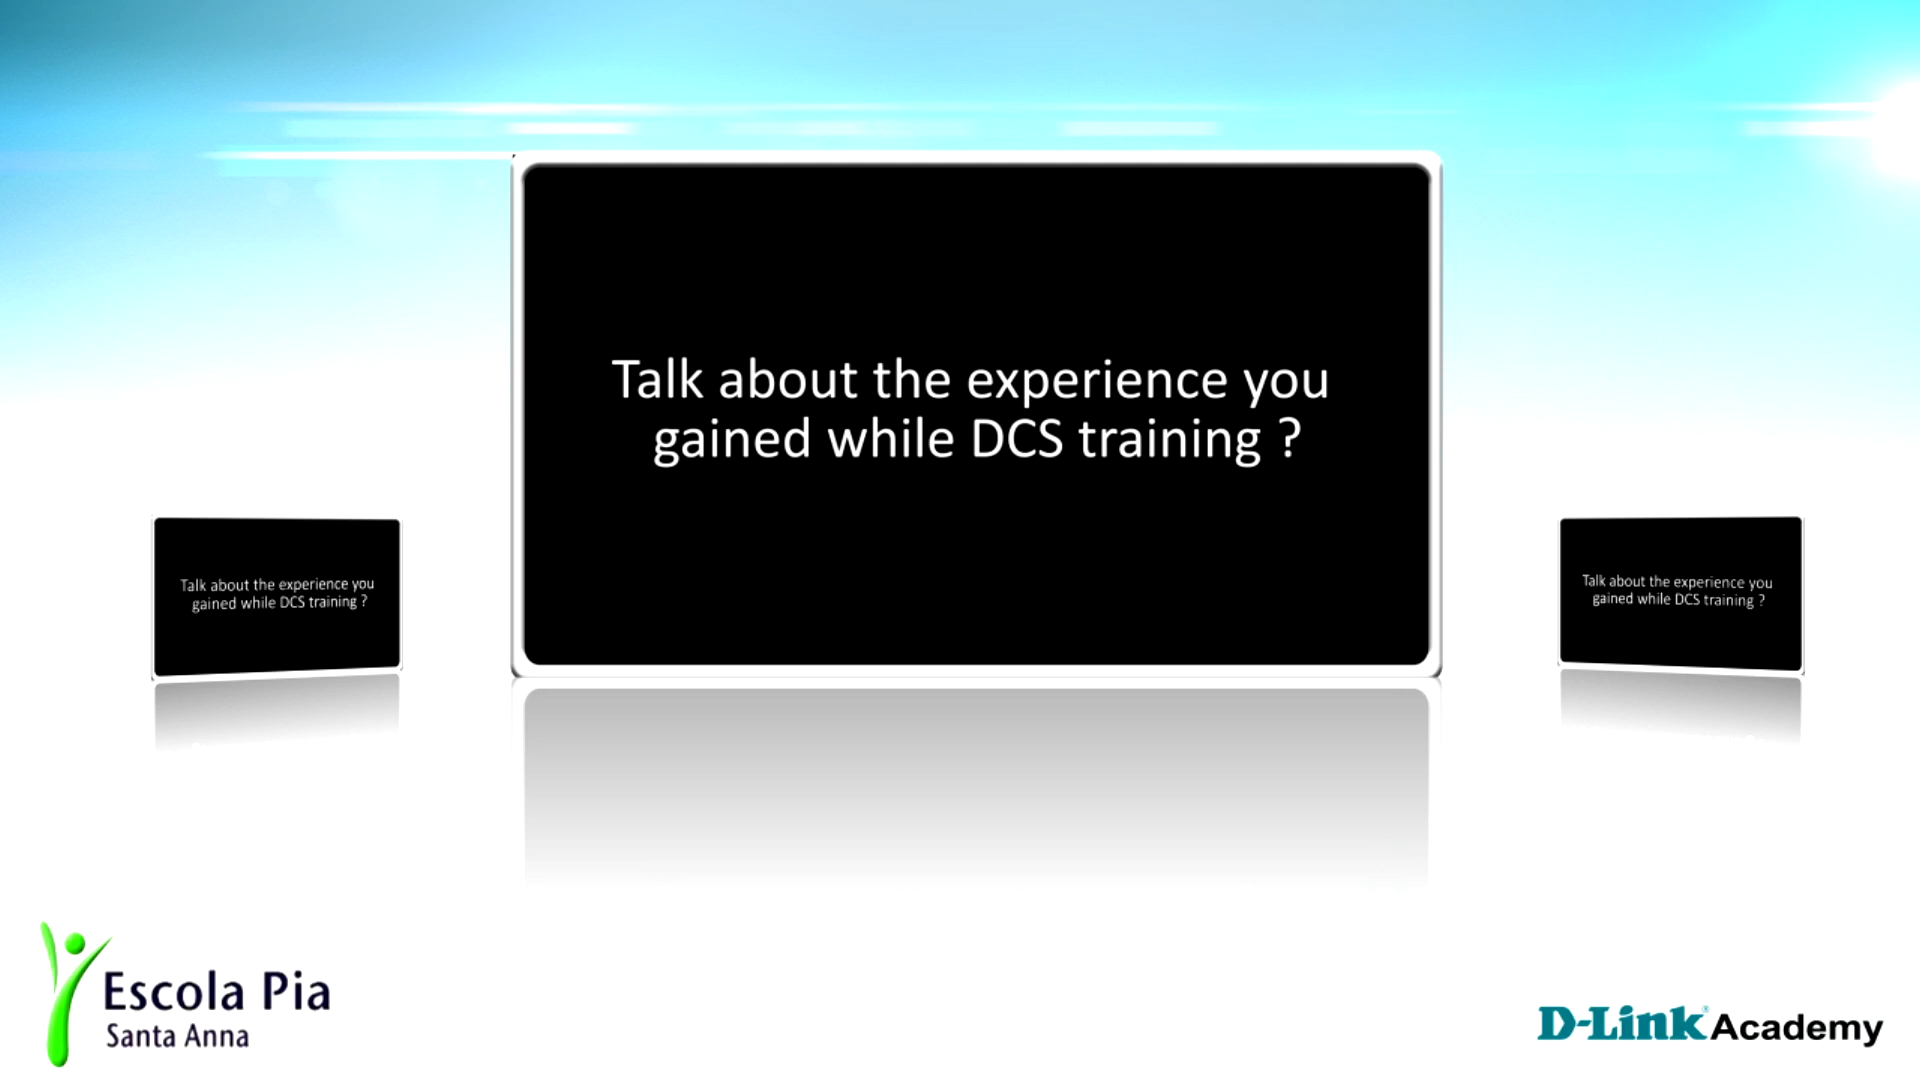 Talk about the experience you
gained while DCS training ?
Talk about the experience you
gained while DCS training ?
Talk about the experience you
gained while DCS training ?
Escola Pia
Santa Anna
D-Link Academy